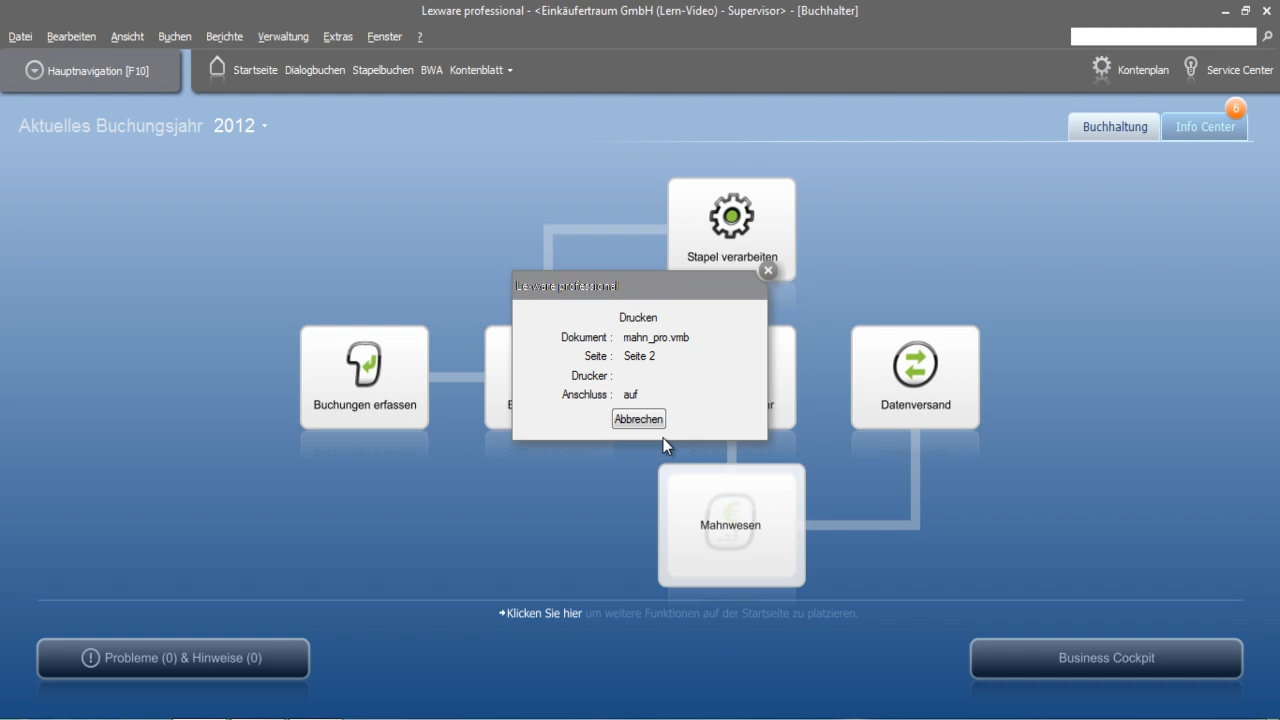 Lexware professional - <Einkäufertraum GmbH (Lern-Video) - Supervisor> - [Buchhalter]
Datei Bearbeiten Ansicht Buchen Berichte Verwaltung Extras Fenster ?
Hauptnavigation [F10] Startseite Dialogbuchen Stapelbuchen BWA Kontenblatt Kontenplan Service Center
Aktuelles Buchungsjahr 2012
Buchhaltung Info Center 6
Stapel verarbeiten
Lexware professional
Drucken
Dokument : mahn_pro.vmb
Seite : Seite 2
Drucker :
Anschluss : auf
Abbrechen
Buchungen erfassen
Datenversand
Mahnwesen
Klicken Sie hier um weitere Funktionen auf der Startseite zu platzieren.
Probleme (0) & Hinweise (0)
Business Cockpit